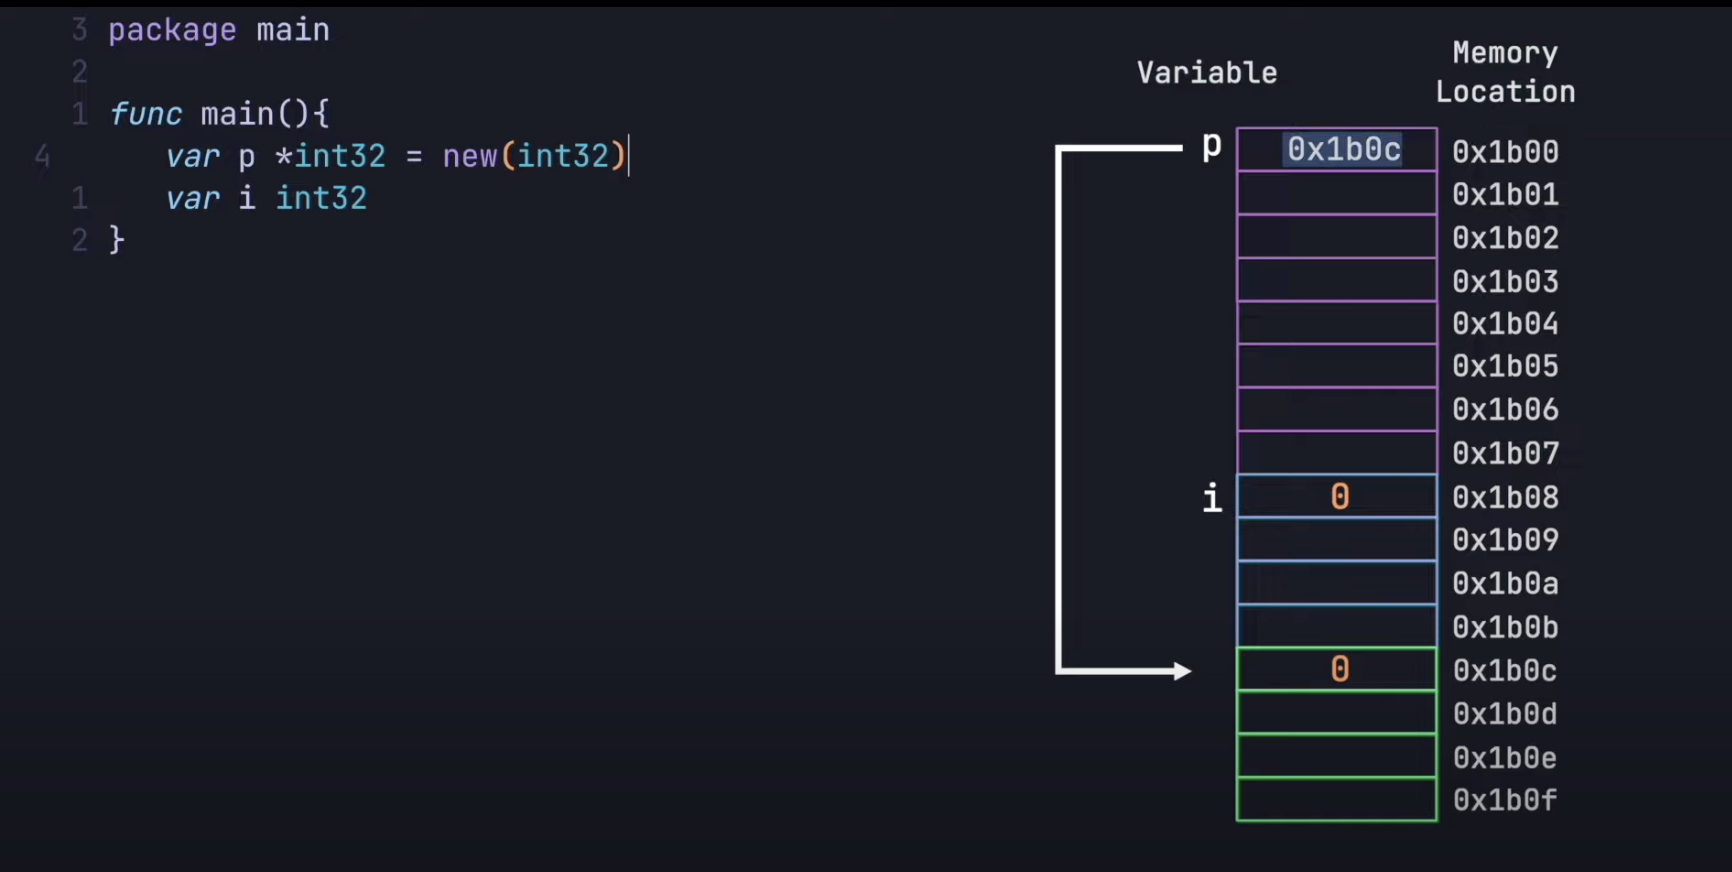 3 package main
2
1 func main(){
4 var p *int32 = new(int32)
1 var i int32
2 }
Variable
Memory
Location
p 0x1b0c 0x1b00
0x1b01
0x1b02
0x1b03
0x1b04
0x1b05
0x1b06
0x1b07
i 0 0x1b08
0x1b09
0x1b0a
0x1b0b
0 0x1b0c
0x1b0d
0x1b0e
0x1b0f